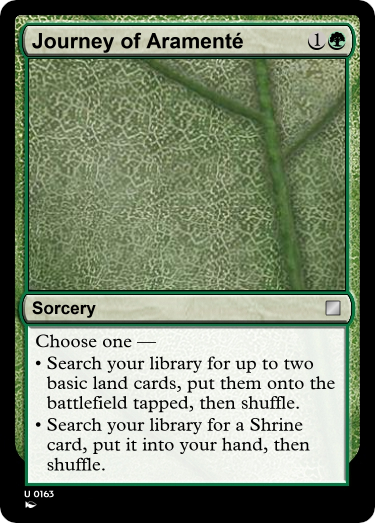 Journey of Aramenté 1
Sorcery
Choose one —
• Search your library for up to two
basic land cards, put them onto the
battlefield tapped, then shuffle.
• Search your library for a Shrine
card, put it into your hand, then
shuffle.
U 0163